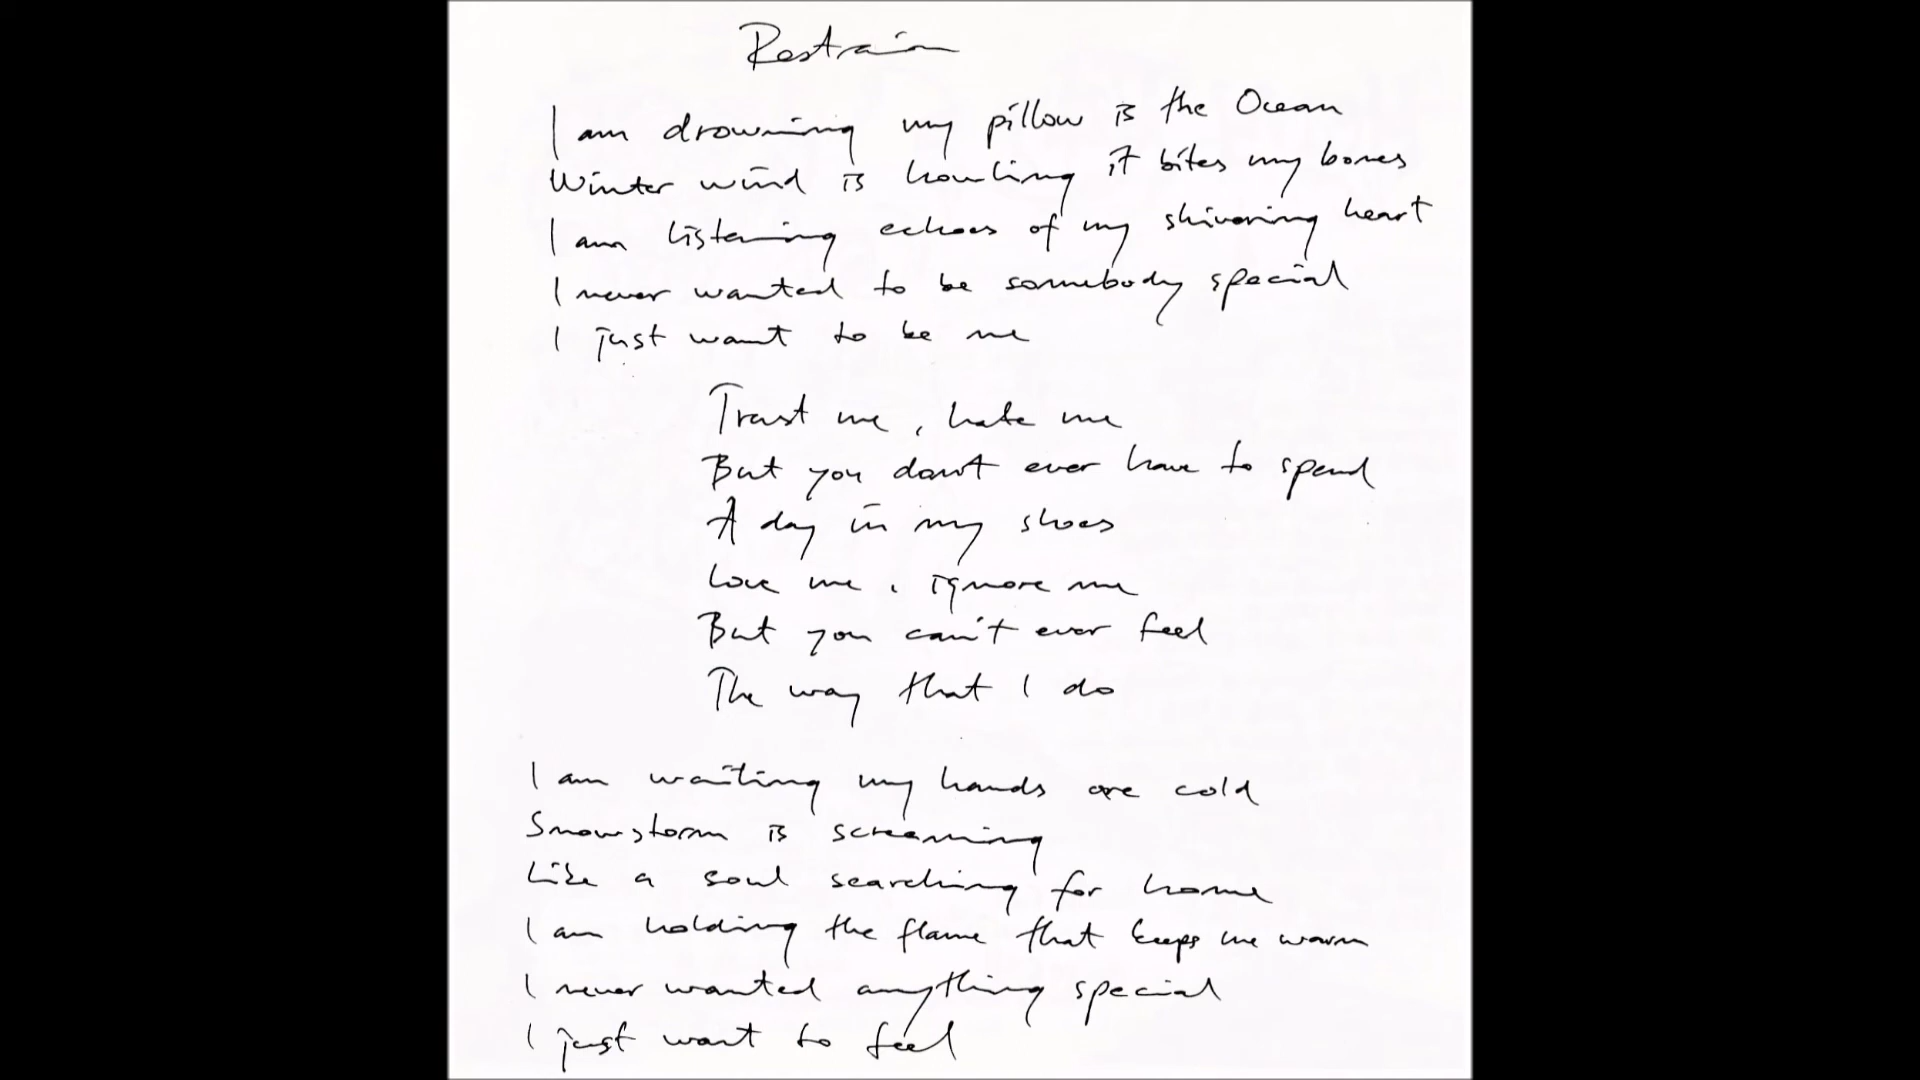 Restrain
I am drowning my pillow is the Ocean
Winter wind is howling it bites my bones
I am listening echoes of my shivering heart
I never wanted to be somebody special
I just want to be me
Trust me, hate me
But you don't ever have to spend
A day in my shoes
Love me, ignore me
But you can't ever feel
The way that I do
I am waiting my hands are cold
Snowstorm is screaming
Like a soul searching for home
I am holding the flame that keeps me warm
I never wanted anything special
I just want to feel